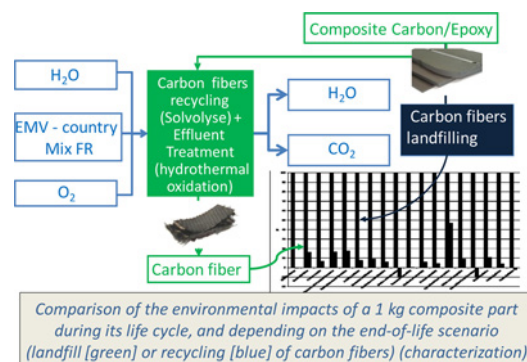 Composite Carbon/Epoxy
H₂O
EMV - country
Mix FR
O₂
Carbon fibers
recycling
(Solvolyse) +
Effluent
Treatment
(hydrothermal
oxidation)
H₂O
CO₂
Carbon fibers
landfilling
Carbon fiber
Comparison of the environmental impacts of a 1 kg composite part
during its life cycle, and depending on the end-of-life scenario
(landfill [green] or recycling [blue] of carbon fibers) (characterization)